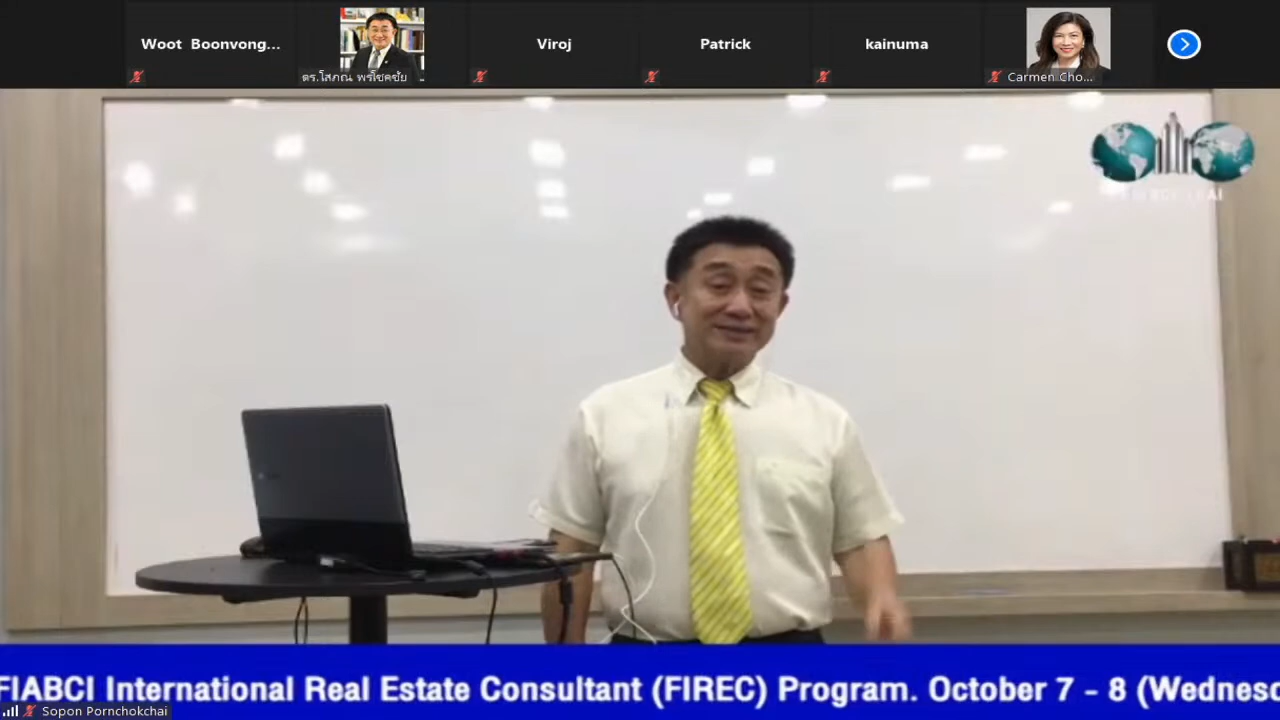 Woot Boonvong...
Viroj
Patrick
kainuma
ดร.โสภณ พรโชคชัย
Carmen Cho...
FIABCI International Real Estate Consultant (FIREC) Program. October 7 - 8 (Wednesd
Sopon Pornchokchai